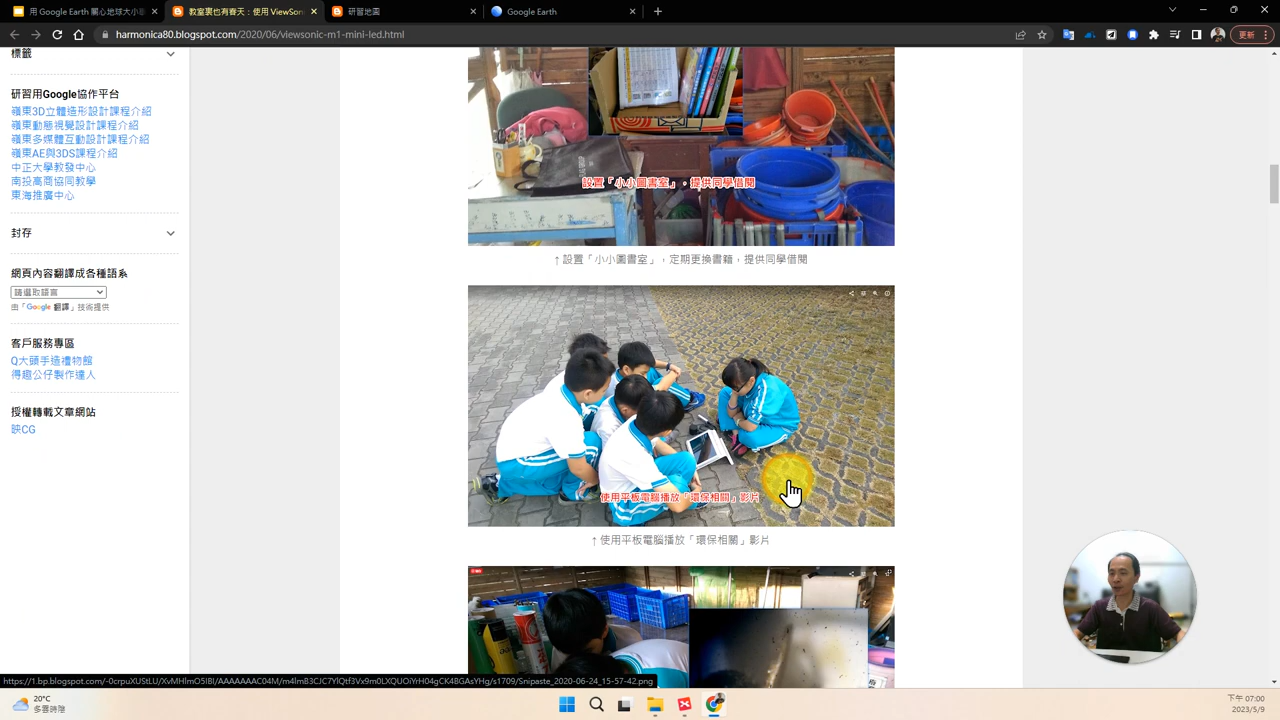 用 Google Earth 關心地球大小事
教室裏也有春天：使用 ViewSonic
研習地圖
Google Earth
harmonica80.blogspot.com/2020/06/viewsonic-m1-mini-led.html
更新
標籤
研習用Google協作平台
嶺東3D立體造形設計課程介紹
嶺東動態視覺設計課程介紹
嶺東多媒體互動設計課程介紹
嶺東AE與3DS課程介紹
中正大學教發中心
南投高商協同教學
東海推廣中心
封存
網頁內容翻譯成各種語系
請選取語言
由「Google 翻譯」技術提供
客戶服務專區
Q大頭手造禮物館
得趣公仔製作達人
授權轉載文章網站
映CG
設置「小小圖書室」，提供同學借閱
↑設置「小小圖書室」，定期更換書籍，提供同學借閱
使用平板電腦播放「環保相關」影片
↑使用平板電腦播放「環保相關」影片
https://1.bp.blogspot.com/-0crpuXUStLU/XvMHlmO5IBI/AAAAAAAC04M/m4lmB3CJC7YlQtf3Vx9m0LXQUOiYrH04gCK4BGAsYHg/s1709/Snipaste_2020-06-24_15-57-42.png
20°C
多雲時陰
下午 07:00
2023/5/9